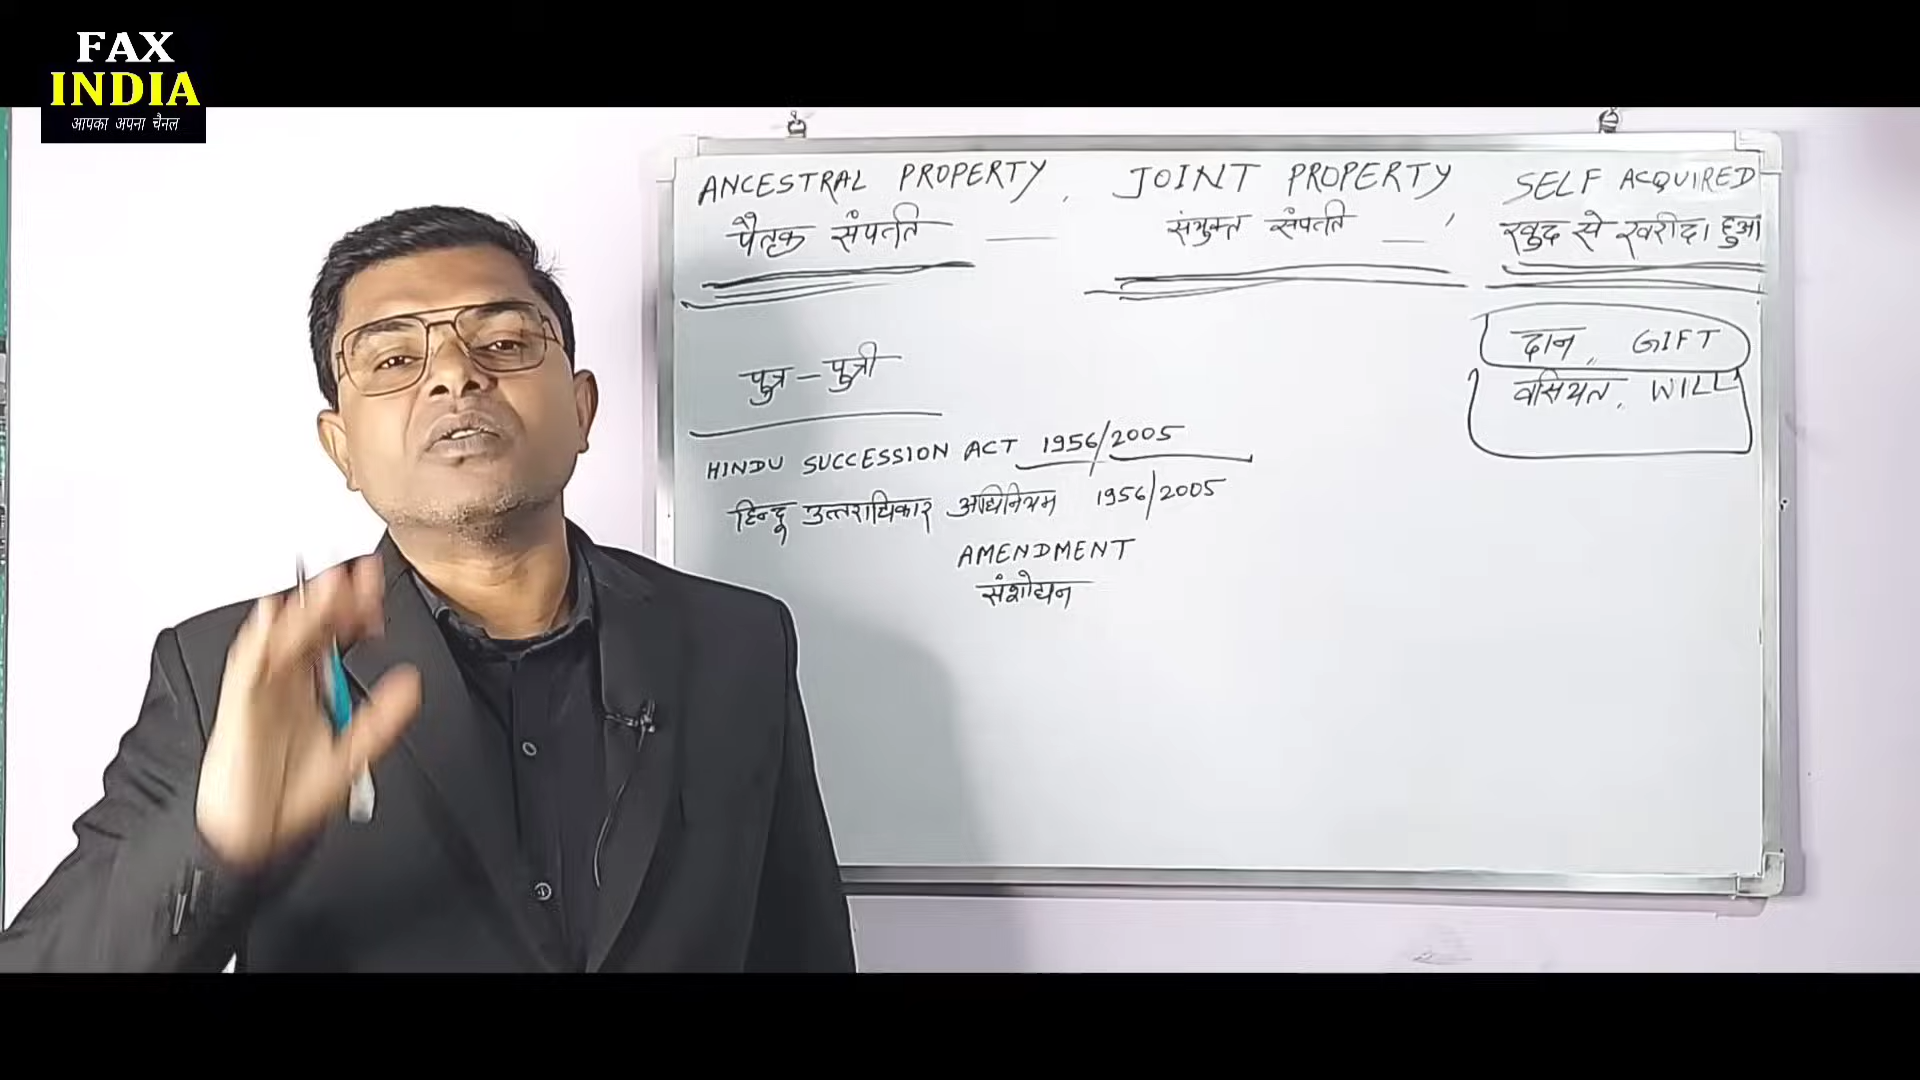 FAX
INDIA
आपका अपना चैनल
ANCESTRAL PROPERTY, JOINT PROPERTY SELF ACQUIRED
पैतृक संपत्ति — संयुक्त संपत्ति — , खुद से खरीदा हुआ
दान, GIFT
वसियत, WILL
पुत्र – पुत्री
HINDU SUCCESSION ACT 1956/2005
हिन्दू उत्तराधिकार अधिनियम 1956/2005
AMENDMENT
संशोधन